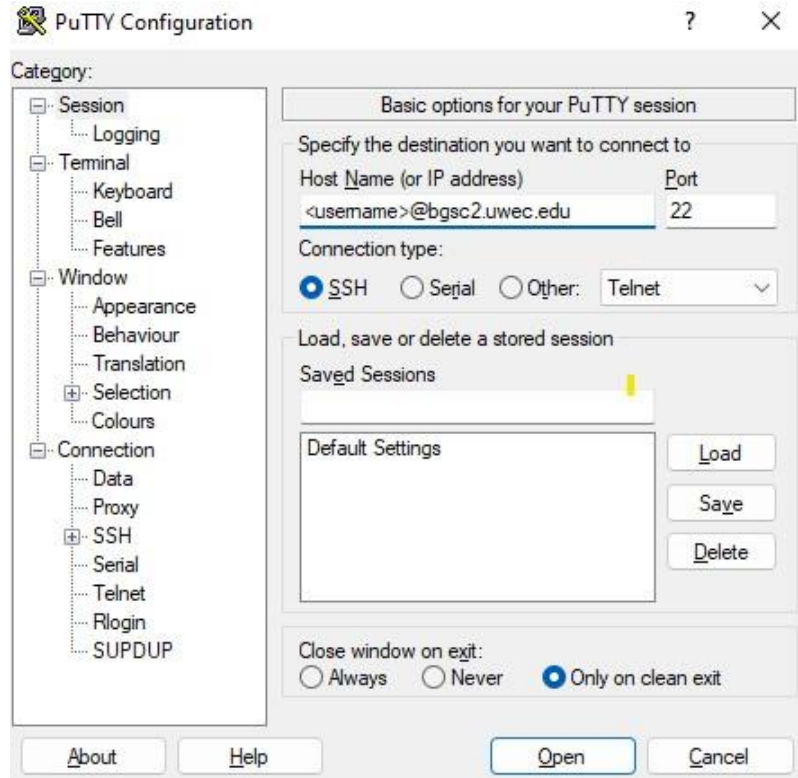 PuTTY Configuration ? ×
Category:
Session
Logging
Terminal
Keyboard
Bell
Features
Window
Appearance
Behaviour
Translation
Selection
Colours
Connection
Data
Proxy
SSH
Serial
Telnet
Rlogin
SUPDUP
Basic options for your PuTTY session
Specify the destination you want to connect to
Host Name (or IP address) Port
<username>@bgsc2.uwec.edu 22
Connection type:
SSH Serial Other: Telnet
Load, save or delete a stored session
Saved Sessions
Default Settings
Load
Save
Delete
Close window on exit:
Always Never Only on clean exit
About Help Open Cancel